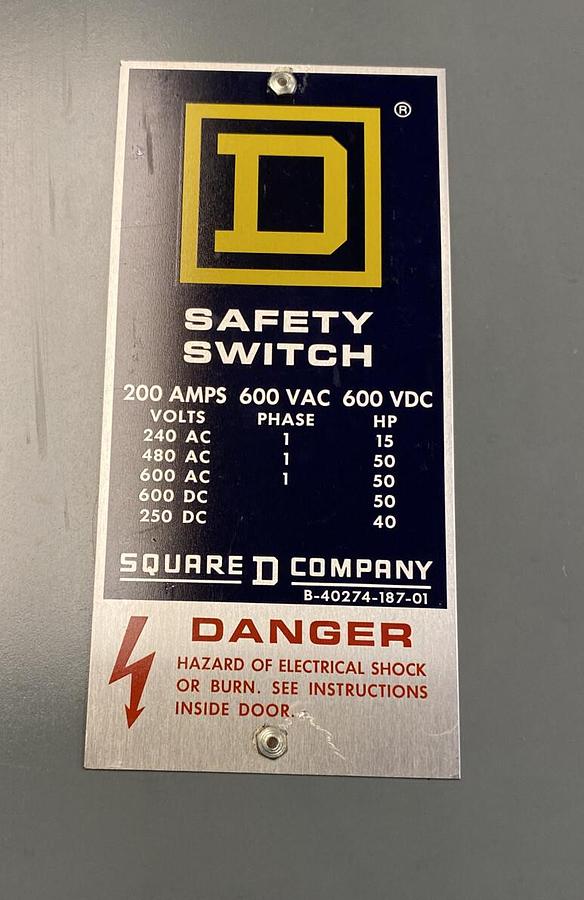 D ®
SAFETY
SWITCH
200 AMPS 600 VAC 600 VDC
VOLTS PHASE HP
240 AC 1 15
480 AC 1 50
600 AC 1 50
600 DC 50
250 DC 40
SQUARE D COMPANY
B-40274-187-01
DANGER
HAZARD OF ELECTRICAL SHOCK
OR BURN. SEE INSTRUCTIONS
INSIDE DOOR.